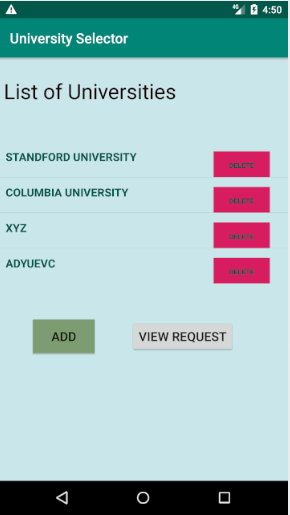 4G 4:50
University Selector
List of Universities
STANDFORD UNIVERSITY DELETE
COLUMBIA UNIVERSITY DELETE
XYZ DELETE
ADYUEVC DELETE
ADD VIEW REQUEST